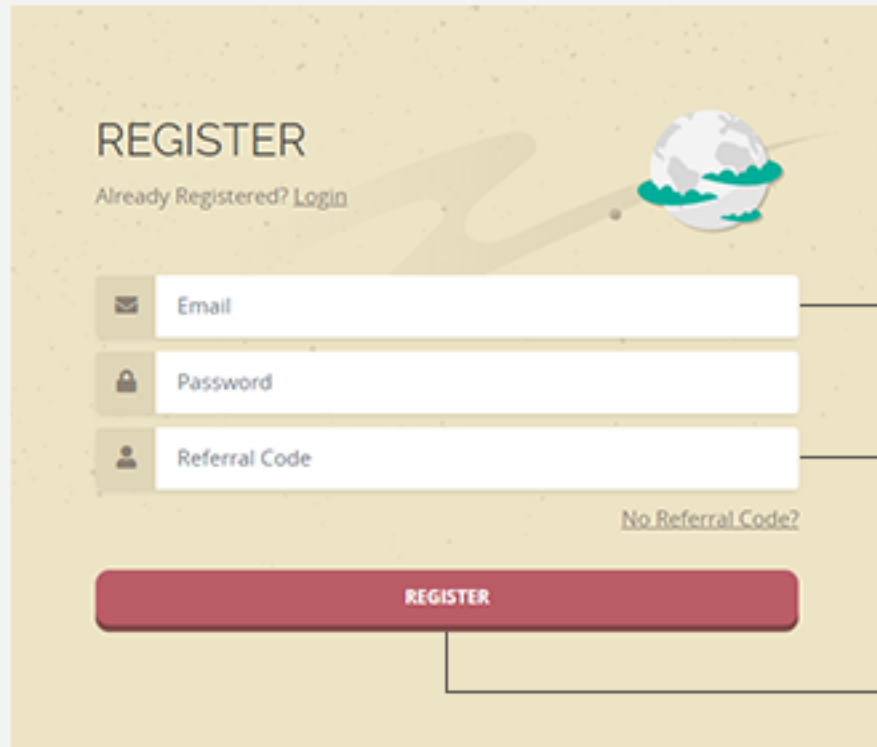 REGISTER
Already Registered? Login
Email
Password
Referral Code
No Referral Code?
REGISTER